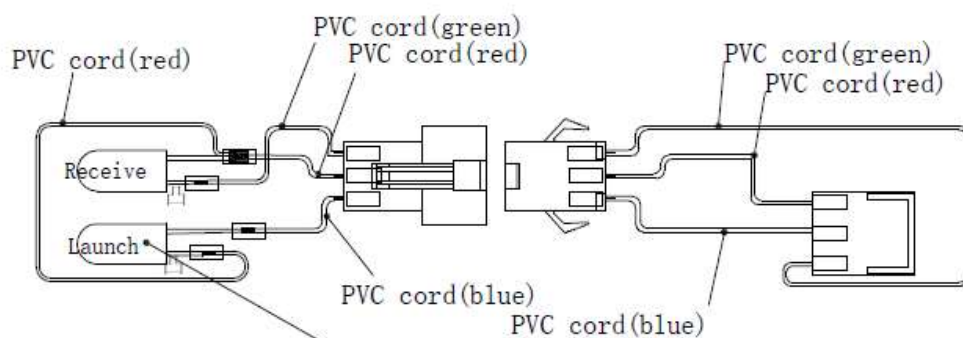 PVC cord(green)
PVC cord(red)
PVC cord(red)
PVC cord(green)
PVC cord(red)
Receive
Launch
PVC cord(blue)
PVC cord(blue)